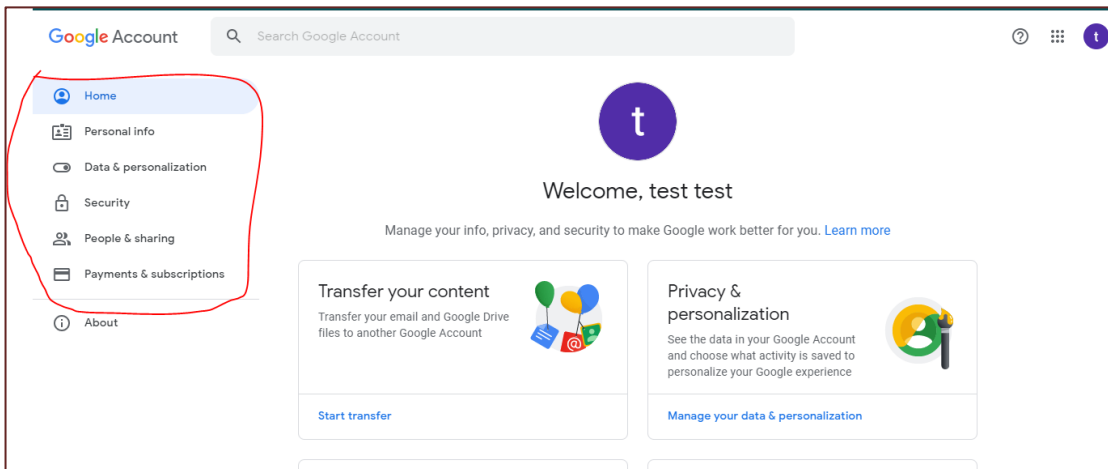 Google Account
Search Google Account
t
Home
Personal info
Data & personalization
Security
People & sharing
Payments & subscriptions
About
t
Welcome, test test
Manage your info, privacy, and security to make Google work better for you. Learn more
Transfer your content
Transfer your email and Google Drive
files to another Google Account
Start transfer
Privacy &
personalization
See the data in your Google Account
and choose what activity is saved to
personalize your Google experience
Manage your data & personalization